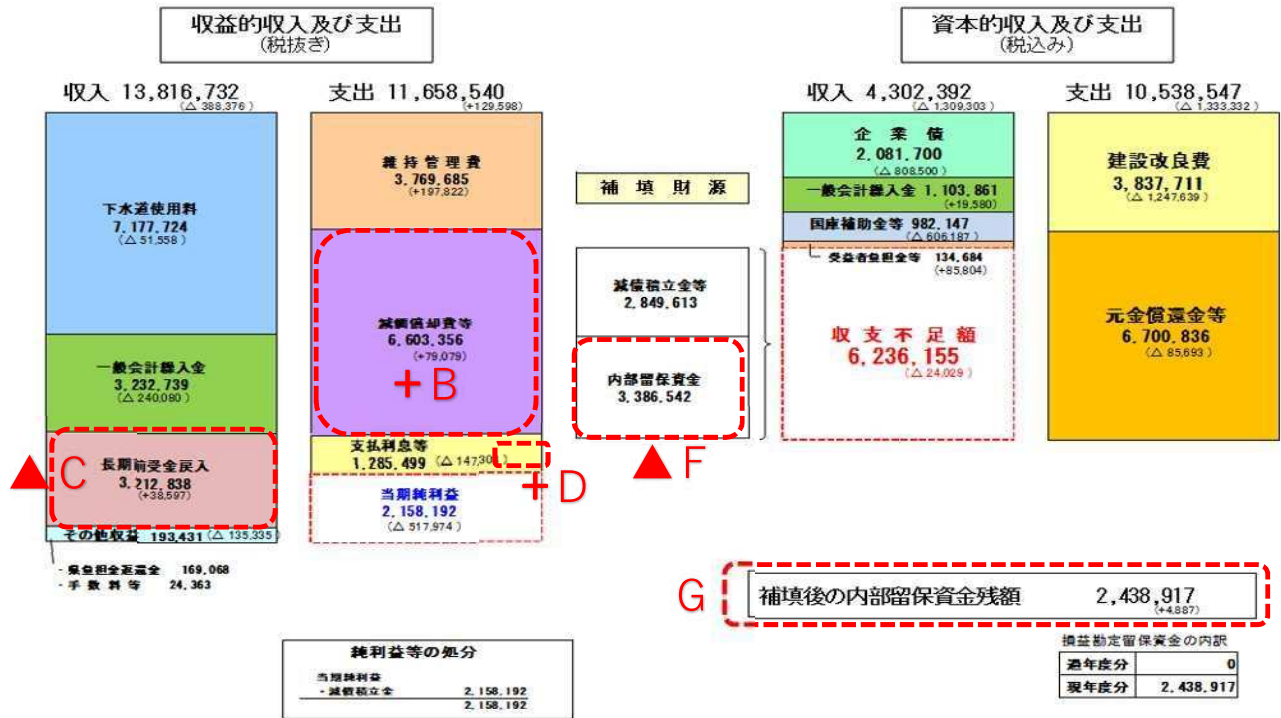 収益的収入及び支出
(税抜き)
資本的収入及び支出
(税込み)
収入 13,816,732
(△ 388,376)
支出 11,658,540
(+129,598)
収入 4,302,392
(△ 1,309,303)
支出 10,538,547
(△ 1,333,332)
下水道使用料
7,177,724
(△ 51,558)
一般会計繰入金
3,232,739
(△ 240,080)
▲ C
長期前受金戻入
3,212,838
(+38,597)
その他収益 193,431 (△ 135,335)
- 県負担金返還金 169,068
- 手数料等 24,363
維持管理費
3,769,685
(+197,822)
減価償却費等
6,603,356
(+79,079)
+B
支払利息等
1,285,499 (△ 147,30
+D
当期純利益
2,158,192
(△ 517,974)
補填財源
減債積立金等
2,849,613
内部留保資金
3,386,542
▲ F
企業債
2,081,700
(△ 808,500)
一般会計繰入金 1,103,861
(+19,580)
国庫補助金等 982,147
(△ 606,187)
受益者負担金等 134,684
(+85,804)
収支不足額
6,236,155
(△ 24,029)
建設改良費
3,837,711
(△ 1,247,639)
元金償還金等
6,700,836
(△ 85,693)
G
補填後の内部留保資金残額 2,438,917
(+4,887)
損益勘定留保資金の内訳
過年度分 0
現年度分 2,438,917
純利益等の処分
当期純利益
- 減債積立金 2,158,192
2,158,192